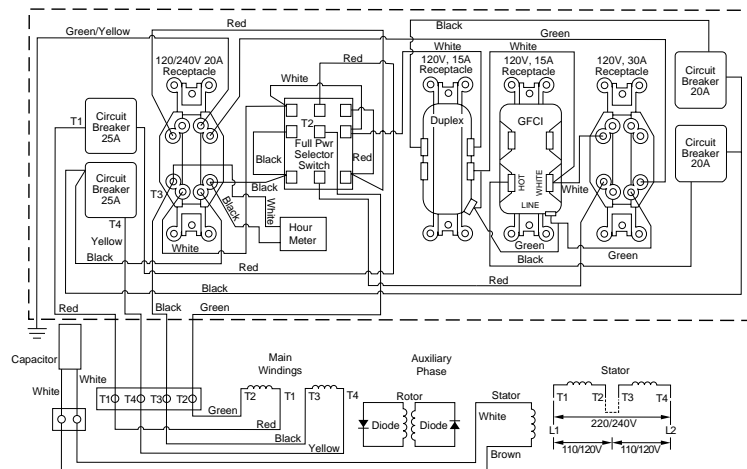 Red
Black
Green/Yellow
Green
White
White
120/240V 20A
Receptacle
Red
120V, 15A
Receptacle
120V, 15A
Receptacle
120V, 30A
Receptacle
Circuit
Breaker
20A
White
T1
Circuit
Breaker
25A
T2
Duplex
GFCI
Full Pwr
Selector
Switch
Circuit
Breaker
20A
Black
Red
Circuit
Breaker
25A
T3
Black
HOT
WHITE
White
LINE
T4
Black
White
Hour
Meter
Yellow
White
Green
Black
Green
Black
Red
Red
Black
Red
Black
Green
Capacitor
White
White
Main
Windings
Auxiliary
Phase
Stator
T1
T4
T3
T2
T2
T1
T3
T4
Rotor
Stator
T1
T2
T3
T4
Green
Diode
Diode
White
220/240V
Red
L1
L2
Black
110/120V
110/120V
Yellow
Brown